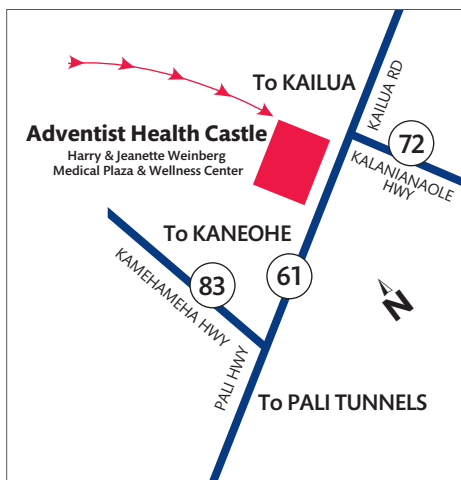 To KAILUA
KAILUA RD
Adventist Health Castle
Harry & Jeanette Weinberg
Medical Plaza & Wellness Center
72
KALANIANAOLE
HWY
To KANEOHE
61
83
KAMEHAMEHA HWY
N
PALI HWY
To PALI TUNNELS